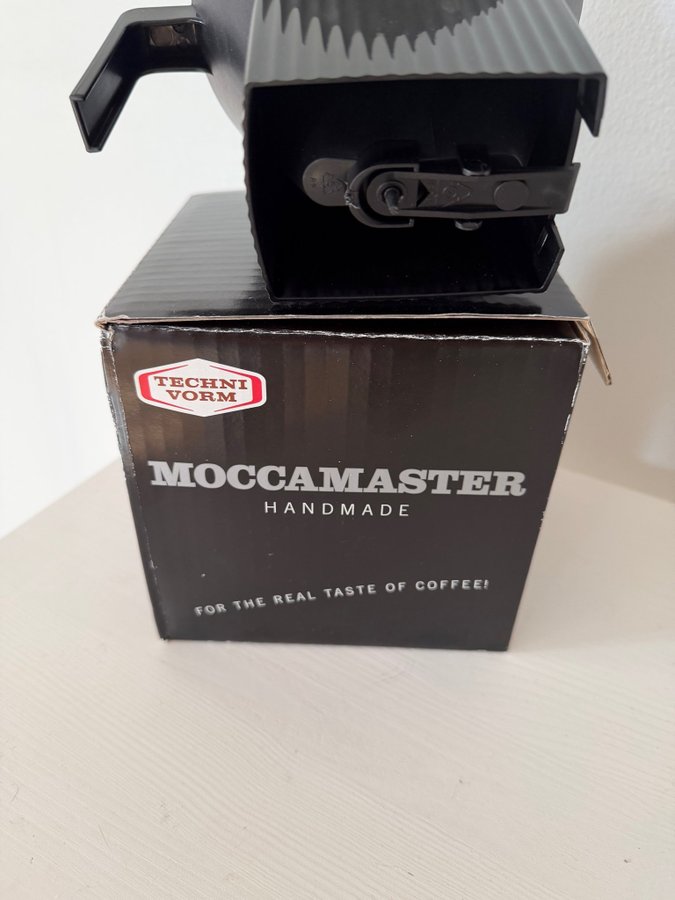 TECHNI
VORM
MOCCAMASTER
HANDMADE
FOR THE REAL TASTE OF COFFEE!